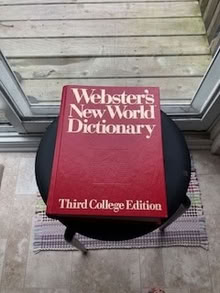 Webster's
New World
Dictionary
Third College Edition